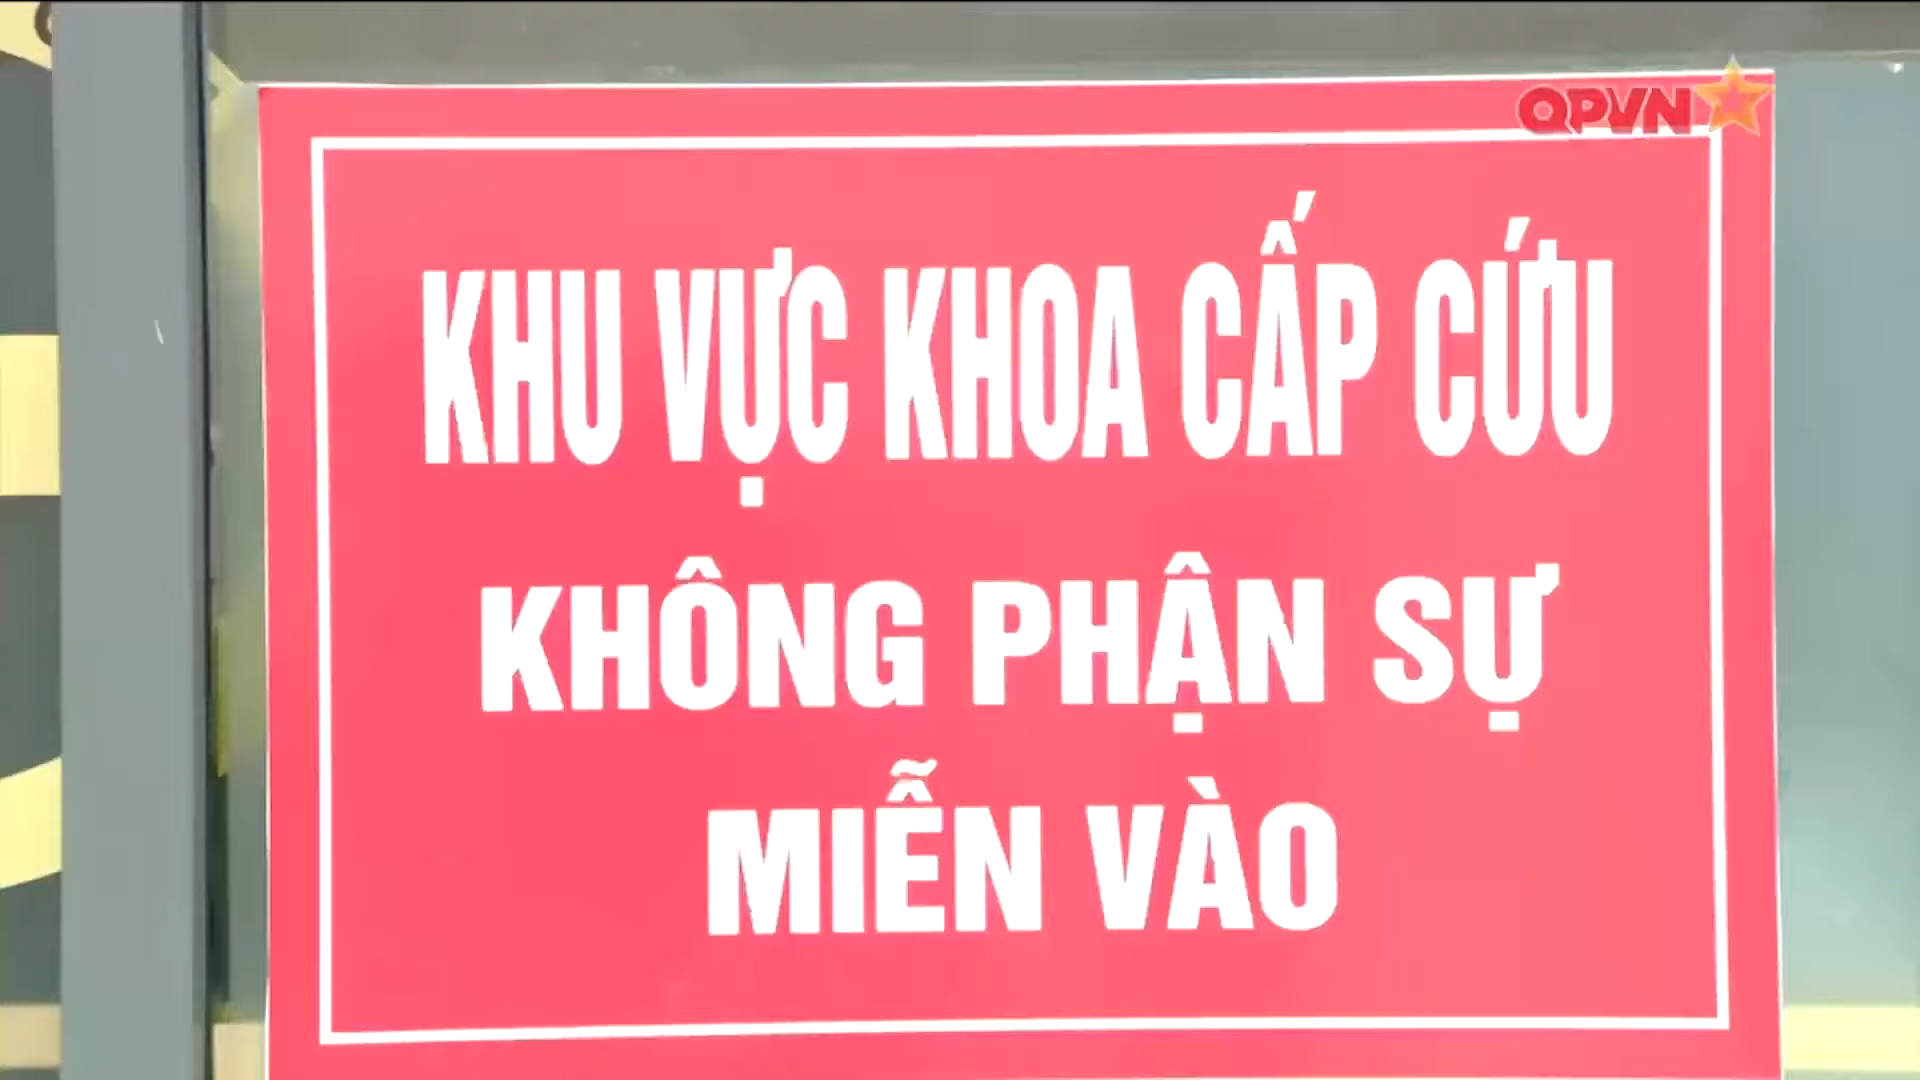 QPVN
KHU VỰC KHOA CẤP CỨU
KHÔNG PHẬN SỰ
MIỄN VÀO